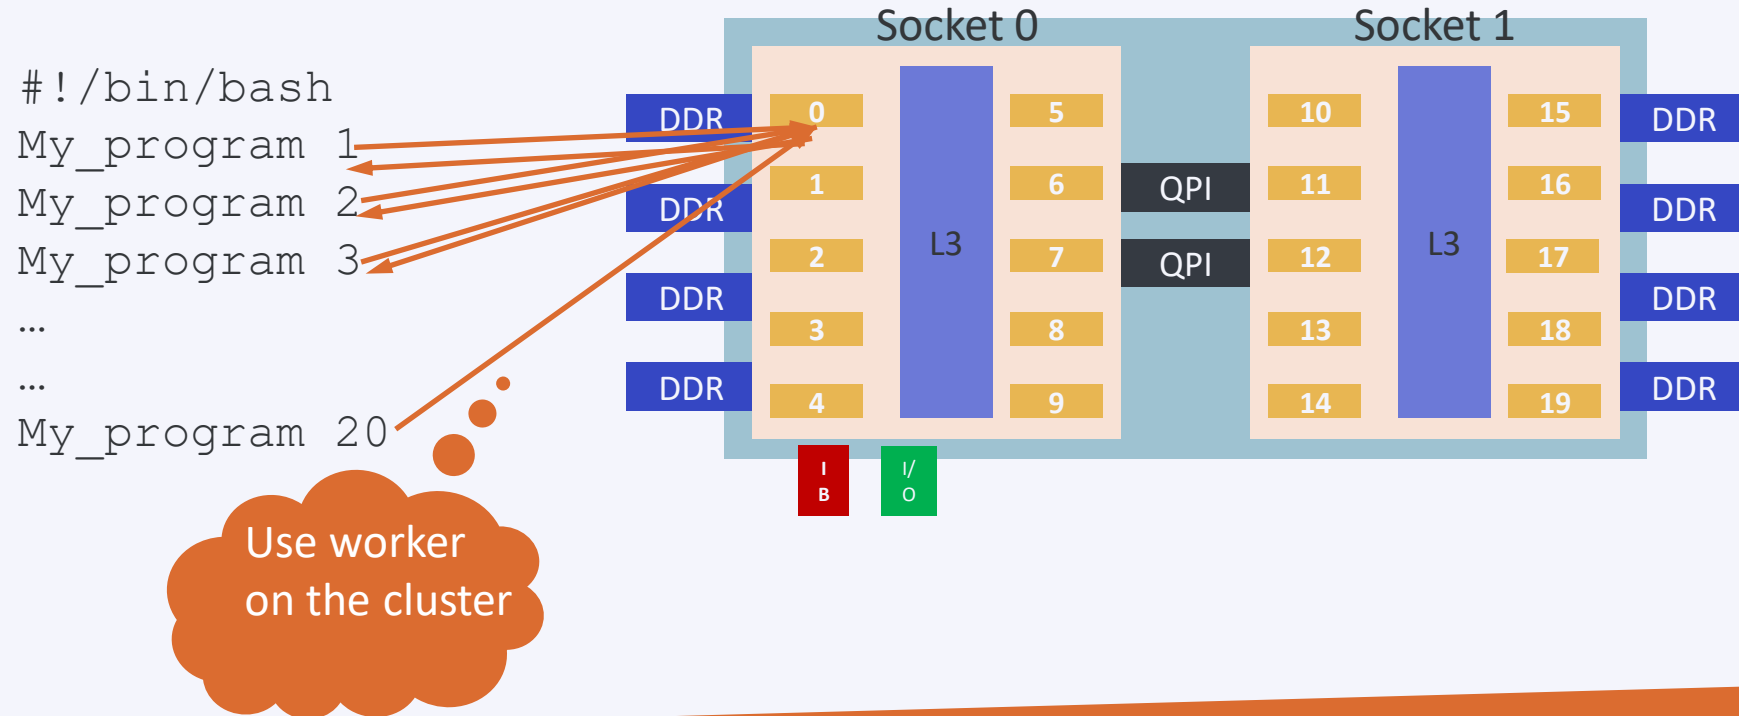 #!/bin/bash
My_program 1
My_program 2
My_program 3
…
…
My_program 20
Use worker
on the cluster
Socket 0
Socket 1
DDR
DDR
DDR
DDR
0
1
2
3
4
L3
5
6
7
8
9
QPI
QPI
10
11
12
13
14
L3
15
16
17
18
19
DDR
DDR
DDR
DDR
I
B
I/
O